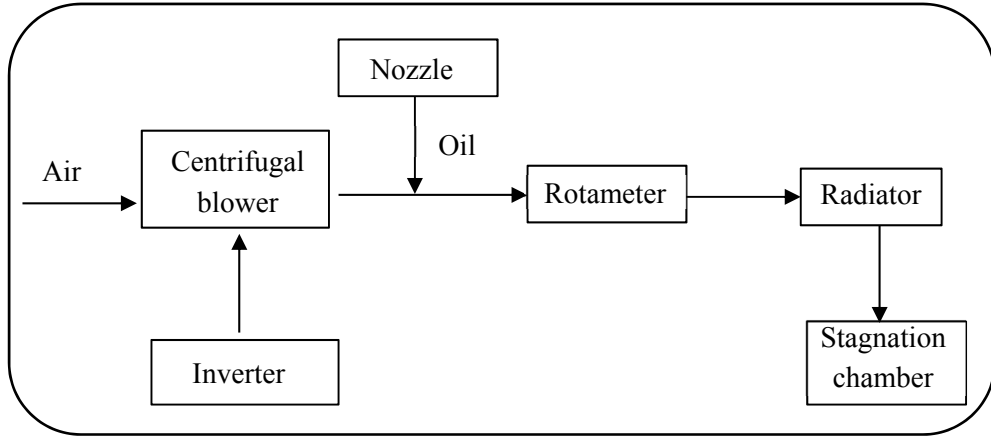 Nozzle
Air
Centrifugal
blower
Oil
Rotameter
Radiator
Inverter
Stagnation
chamber